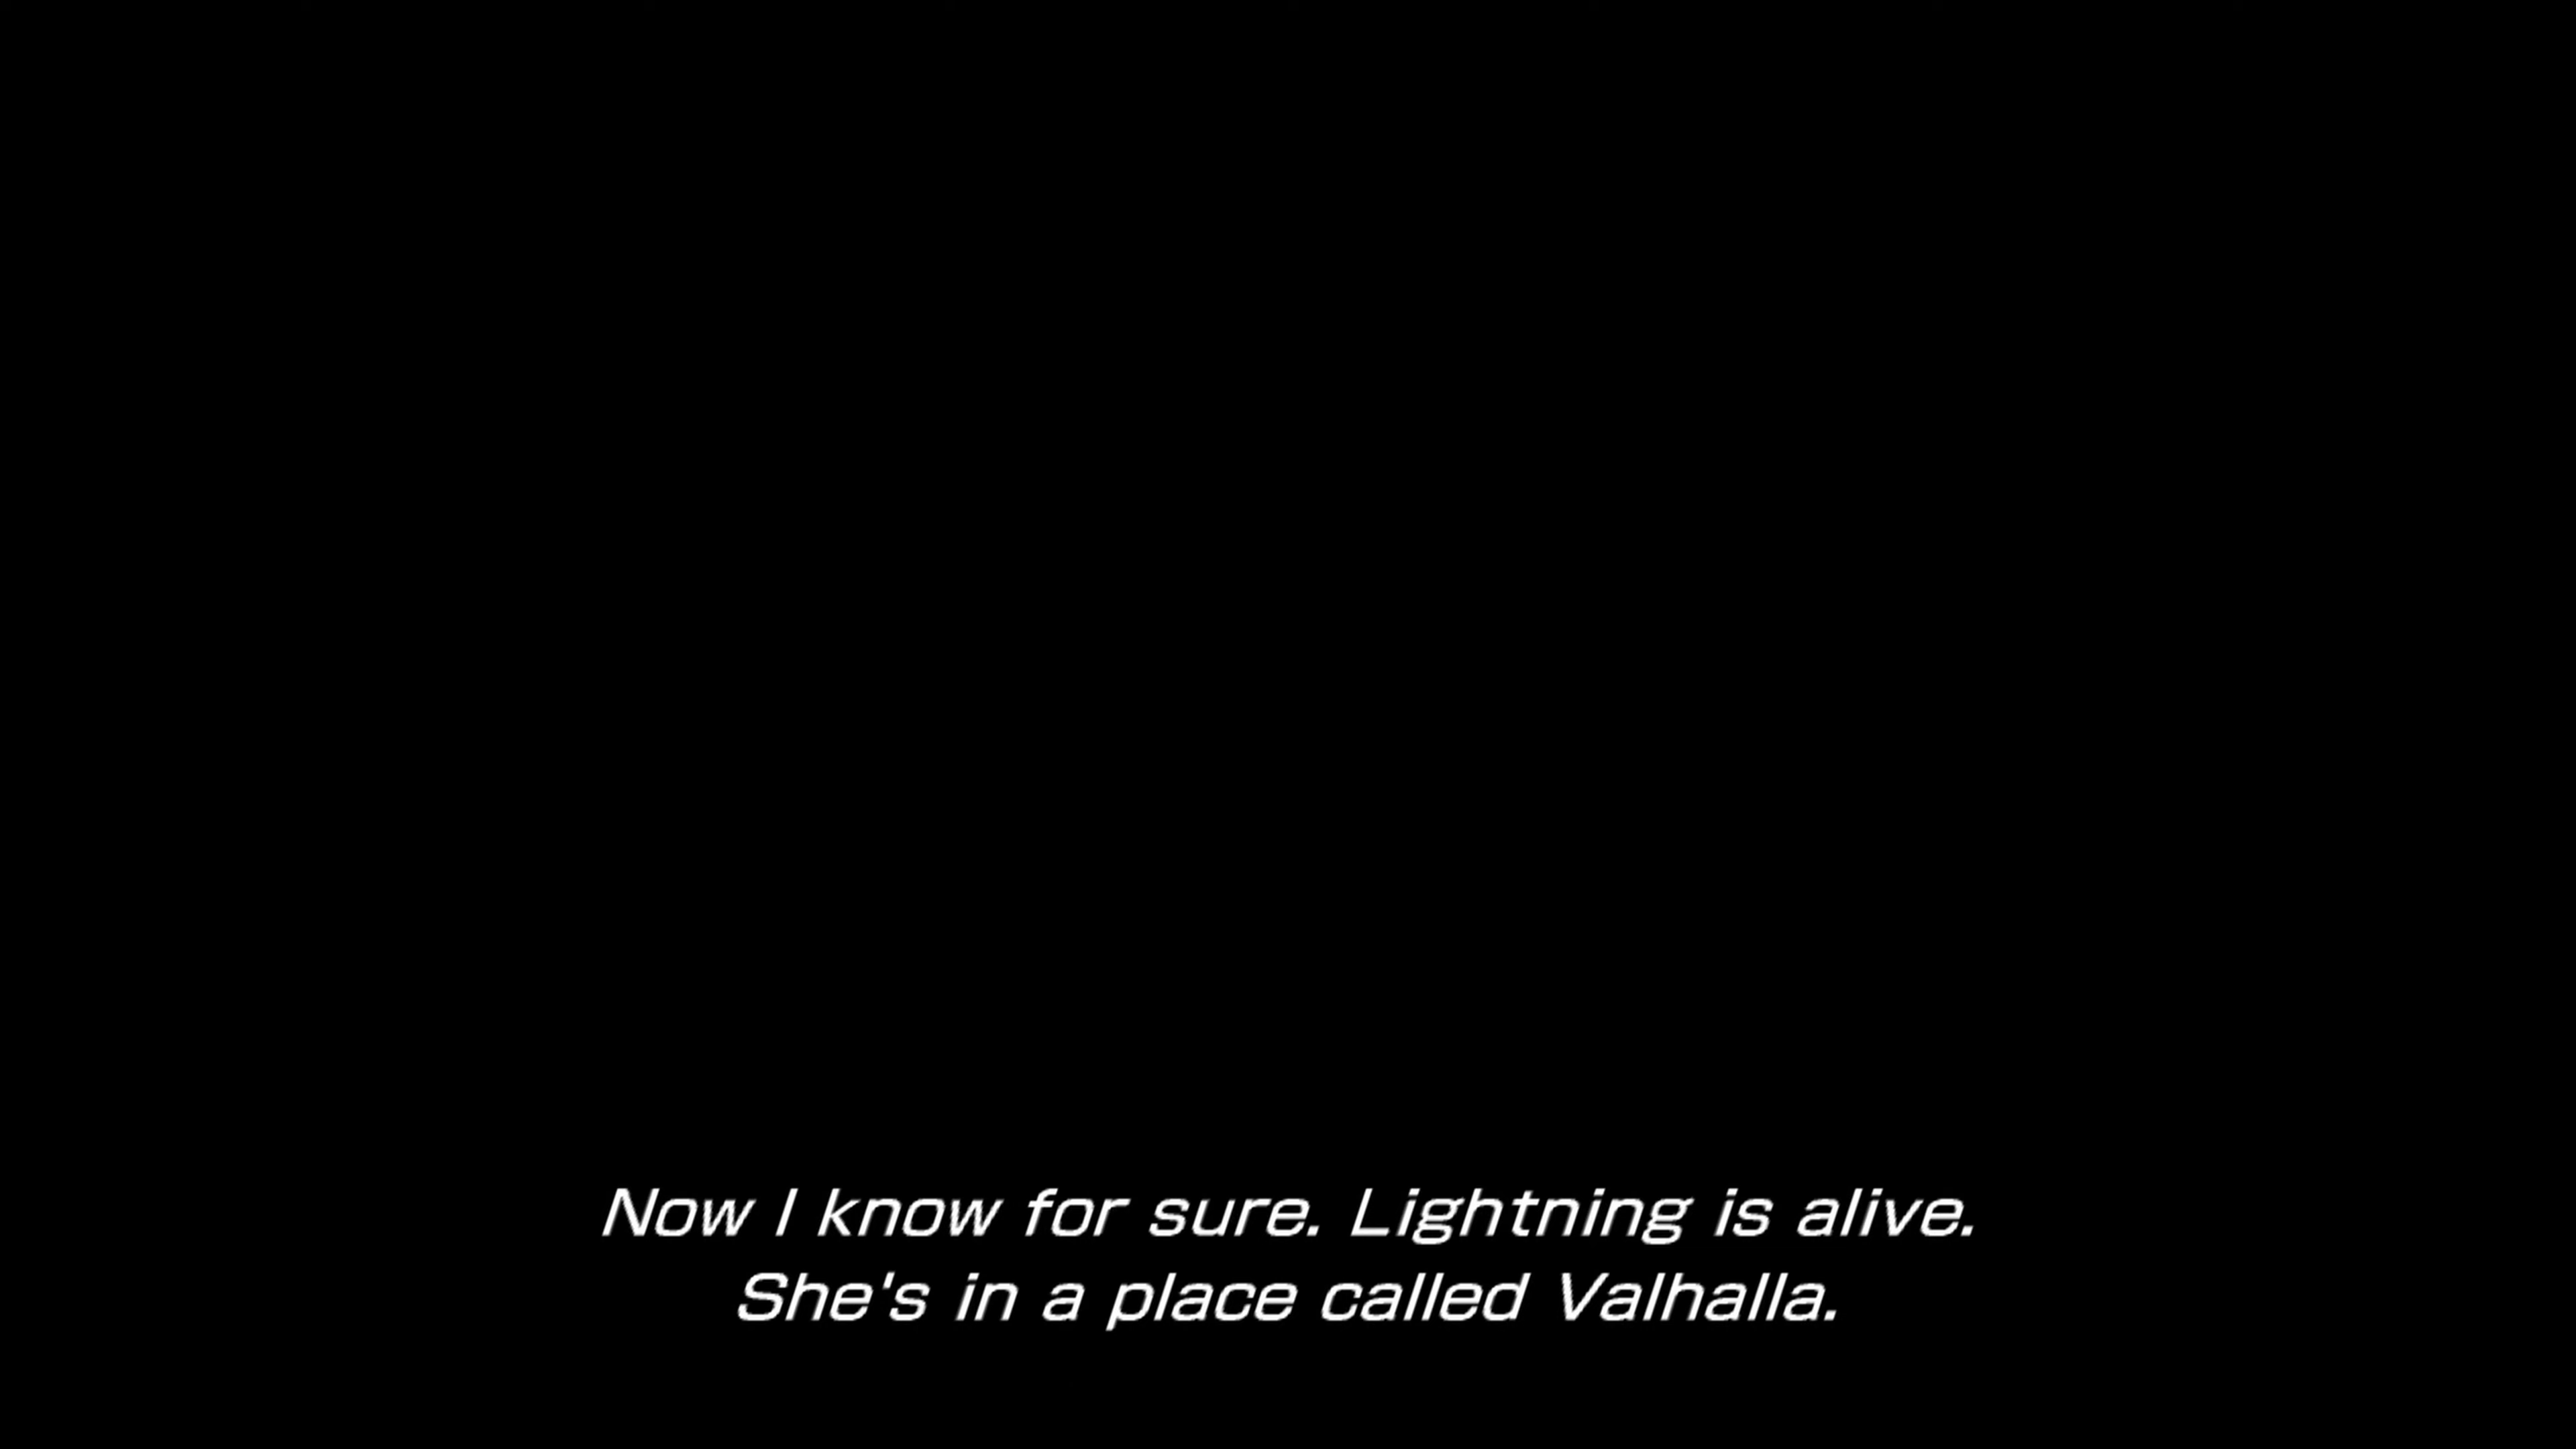 Now I know for sure. Lightning is alive.
She's in a place called Valhalla.